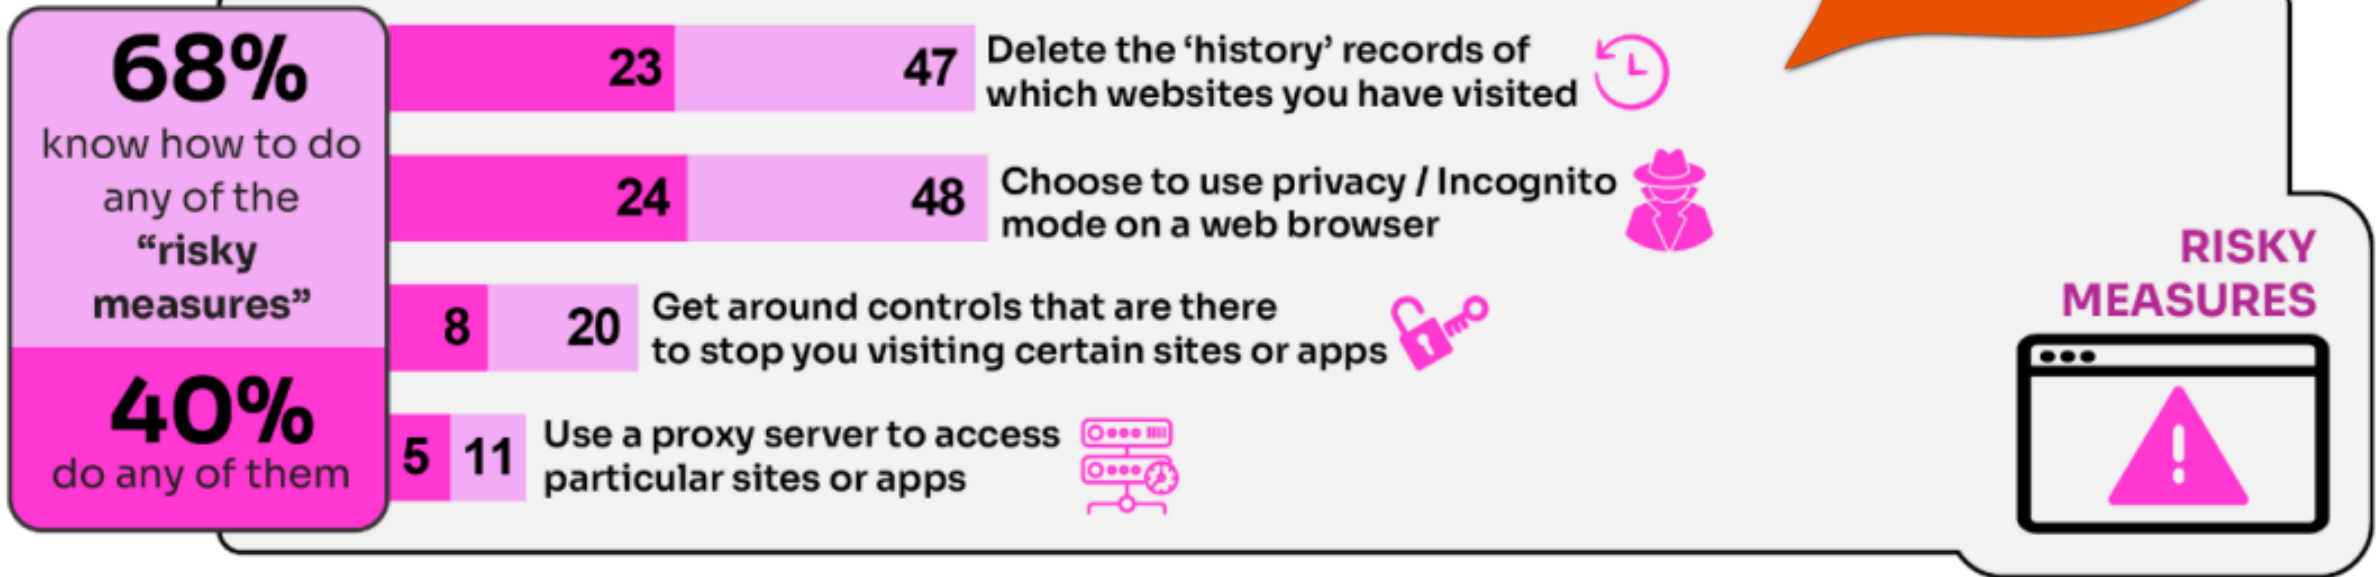 68%
know how to do
any of the
“risky
measures”
40%
do any of them
23 47
Delete the ‘history’ records of
which websites you have visited
24 48
Choose to use privacy / Incognito
mode on a web browser
8 20
Get around controls that are there
to stop you visiting certain sites or apps
5 11
Use a proxy server to access
particular sites or apps
RISKY
MEASURES